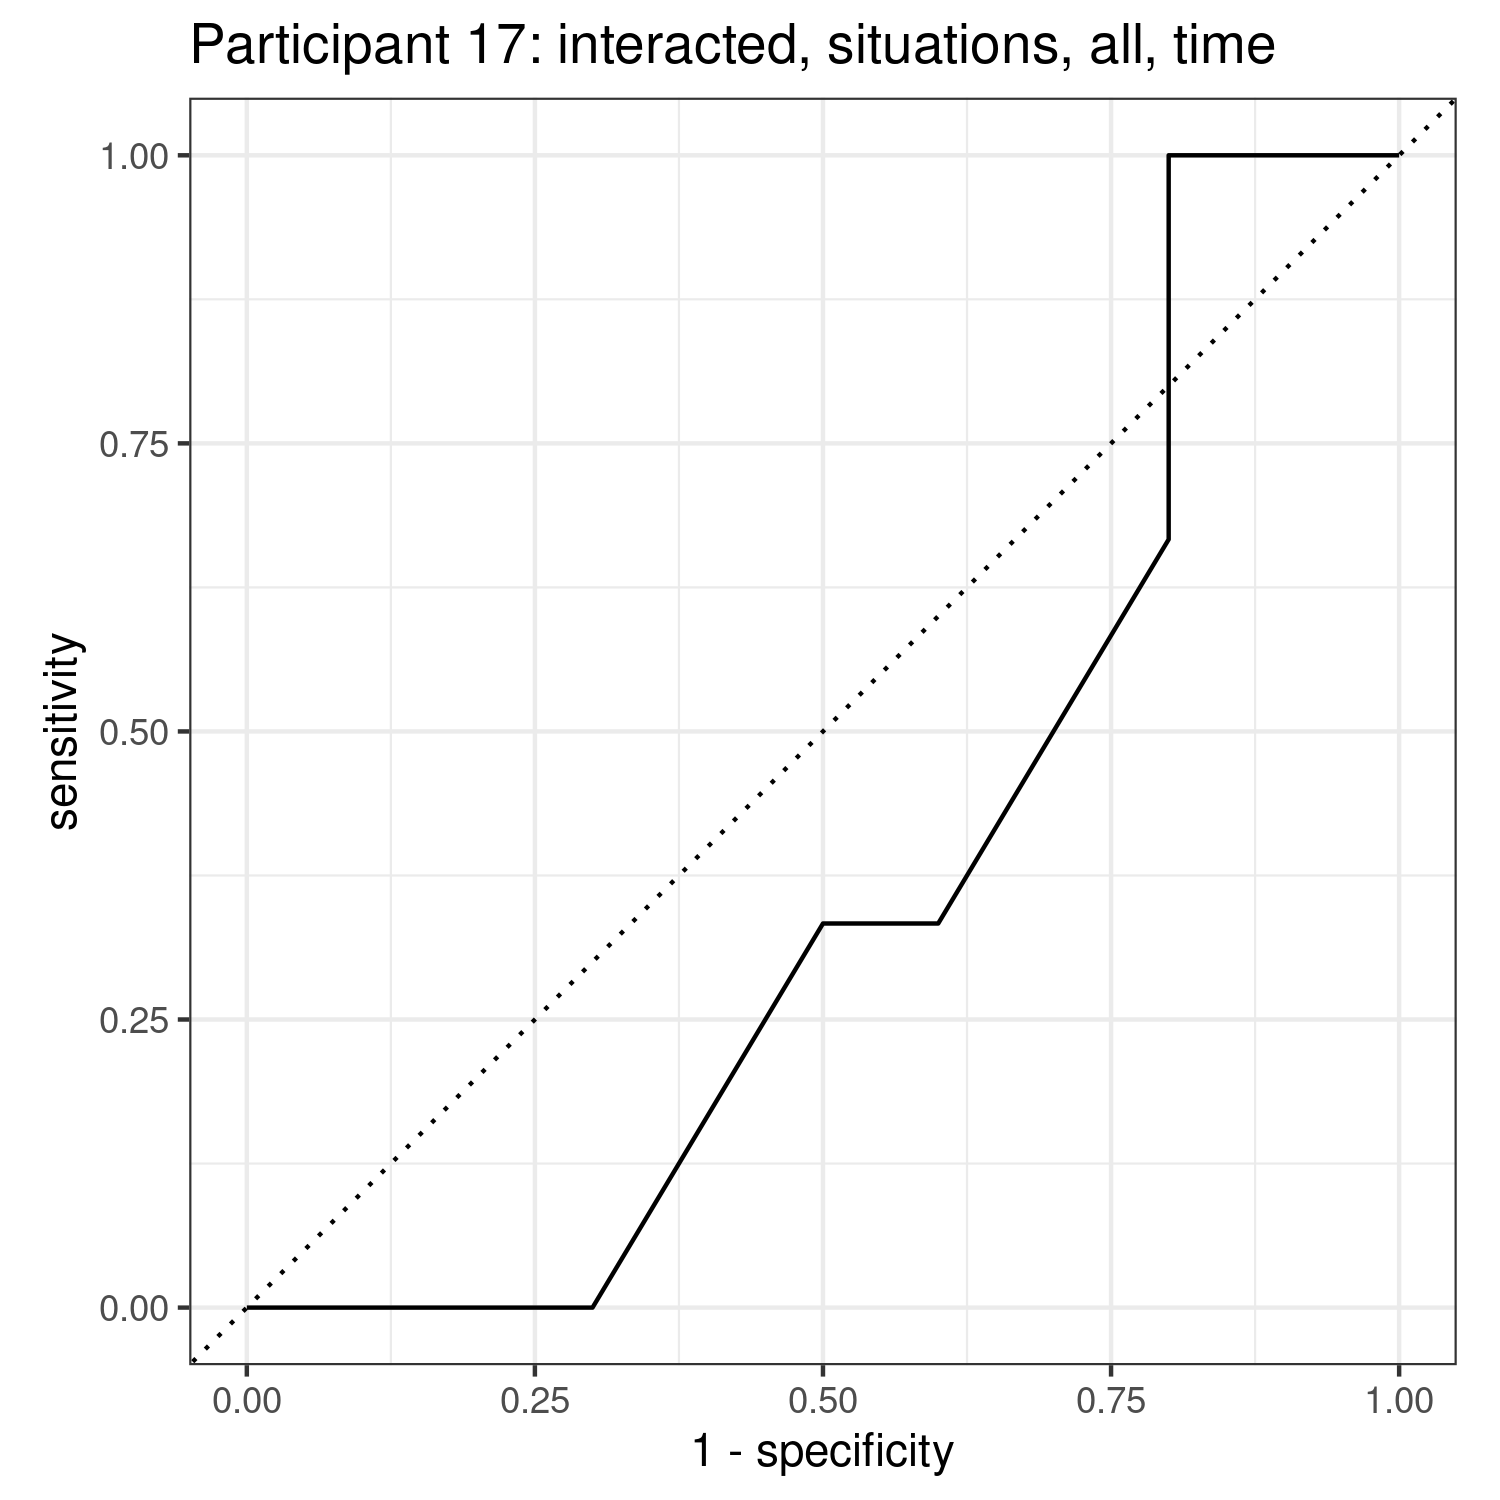 Participant 17: interacted, situations, all, time
1.00
0.75
0.50
0.25
0.00
sensitivity
0.00 0.25 0.50 0.75 1.00
1 - specificity